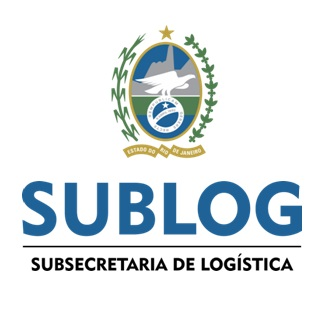 ESTADO DO RIO DE JANEIRO
SUBLOG
SUBSECRETARIA DE LOGÍSTICA